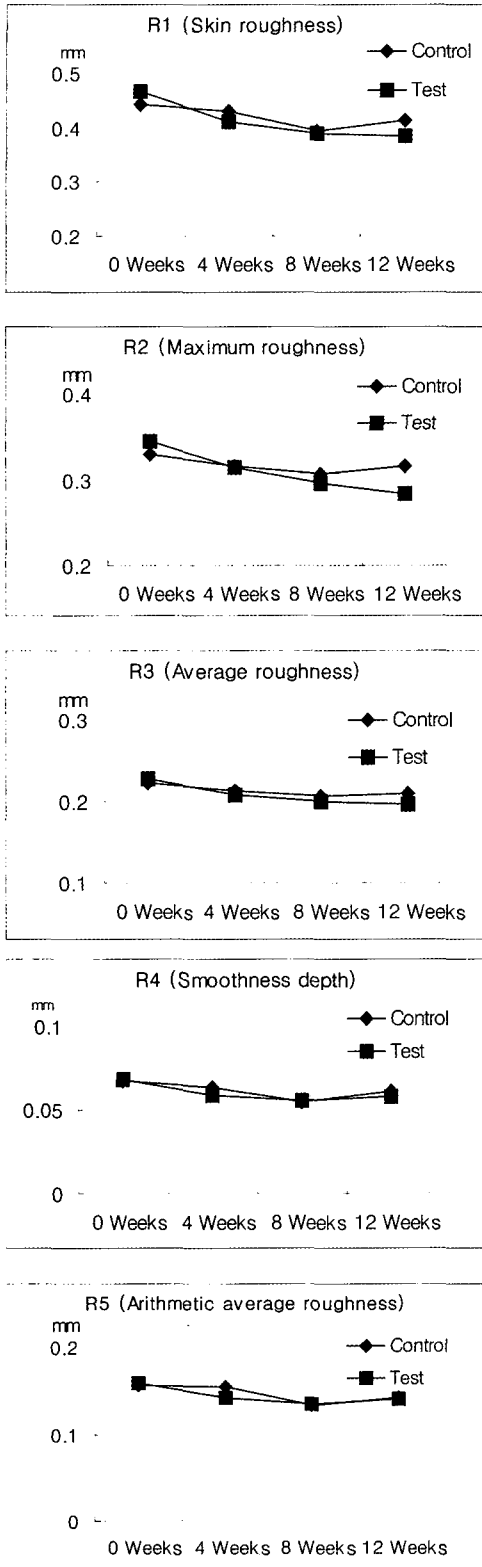 R1 (Skin roughness)
mm
Control
0.5
Test
0.4
0.3
0.2
0 Weeks 4 Weeks 8 Weeks 12 Weeks
R2 (Maximum roughness)
mm
Control
0.4
Test
0.3
0.2
0 Weeks 4 Weeks 8 Weeks 12 Weeks
R3 (Average roughness)
mm
0.3
Control
Test
0.2
0.1
0 Weeks 4 Weeks 8 Weeks 12 Weeks
R4 (Smoothness depth)
mm
0.1
Control
Test
0.05
0
0 Weeks 4 Weeks 8 Weeks 12 Weeks
R5 (Arithmetic average roughness)
mm
0.2
Control
Test
0.1
0
0 Weeks 4 Weeks 8 Weeks 12 Weeks